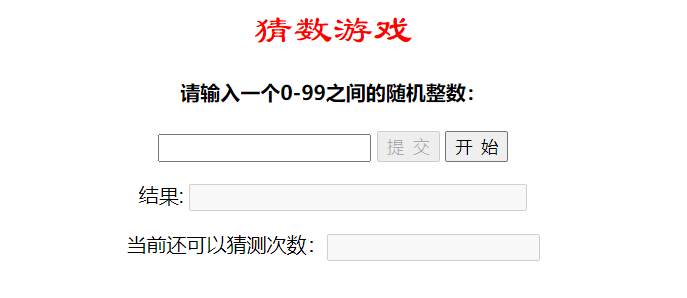 猜数游戏
请输入一个0-99之间的随机整数：
提 交 开 始
结果:
当前还可以猜测次数：